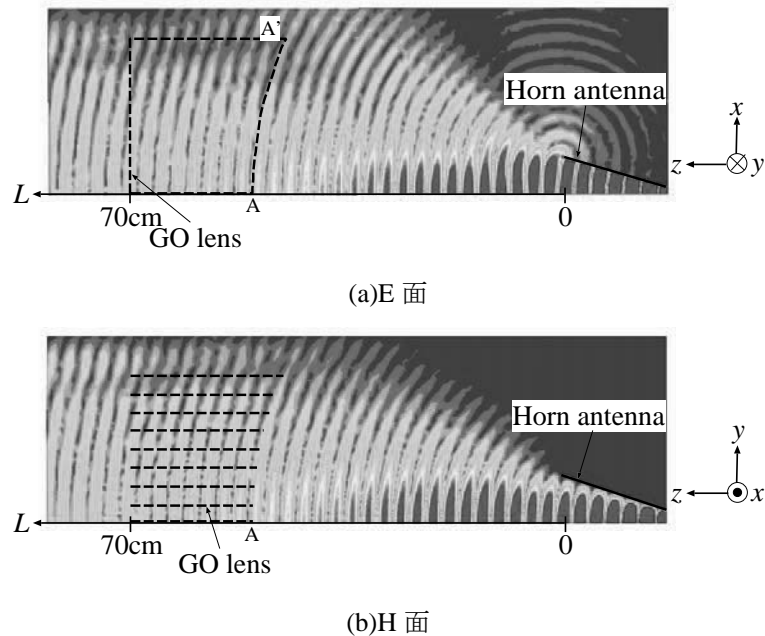 A'
Horn antenna
x
z
y
L
A
70cm
0
GO lens
(a)E 面
Horn antenna
y
z
x
L
A
70cm
0
GO lens
(b)H 面